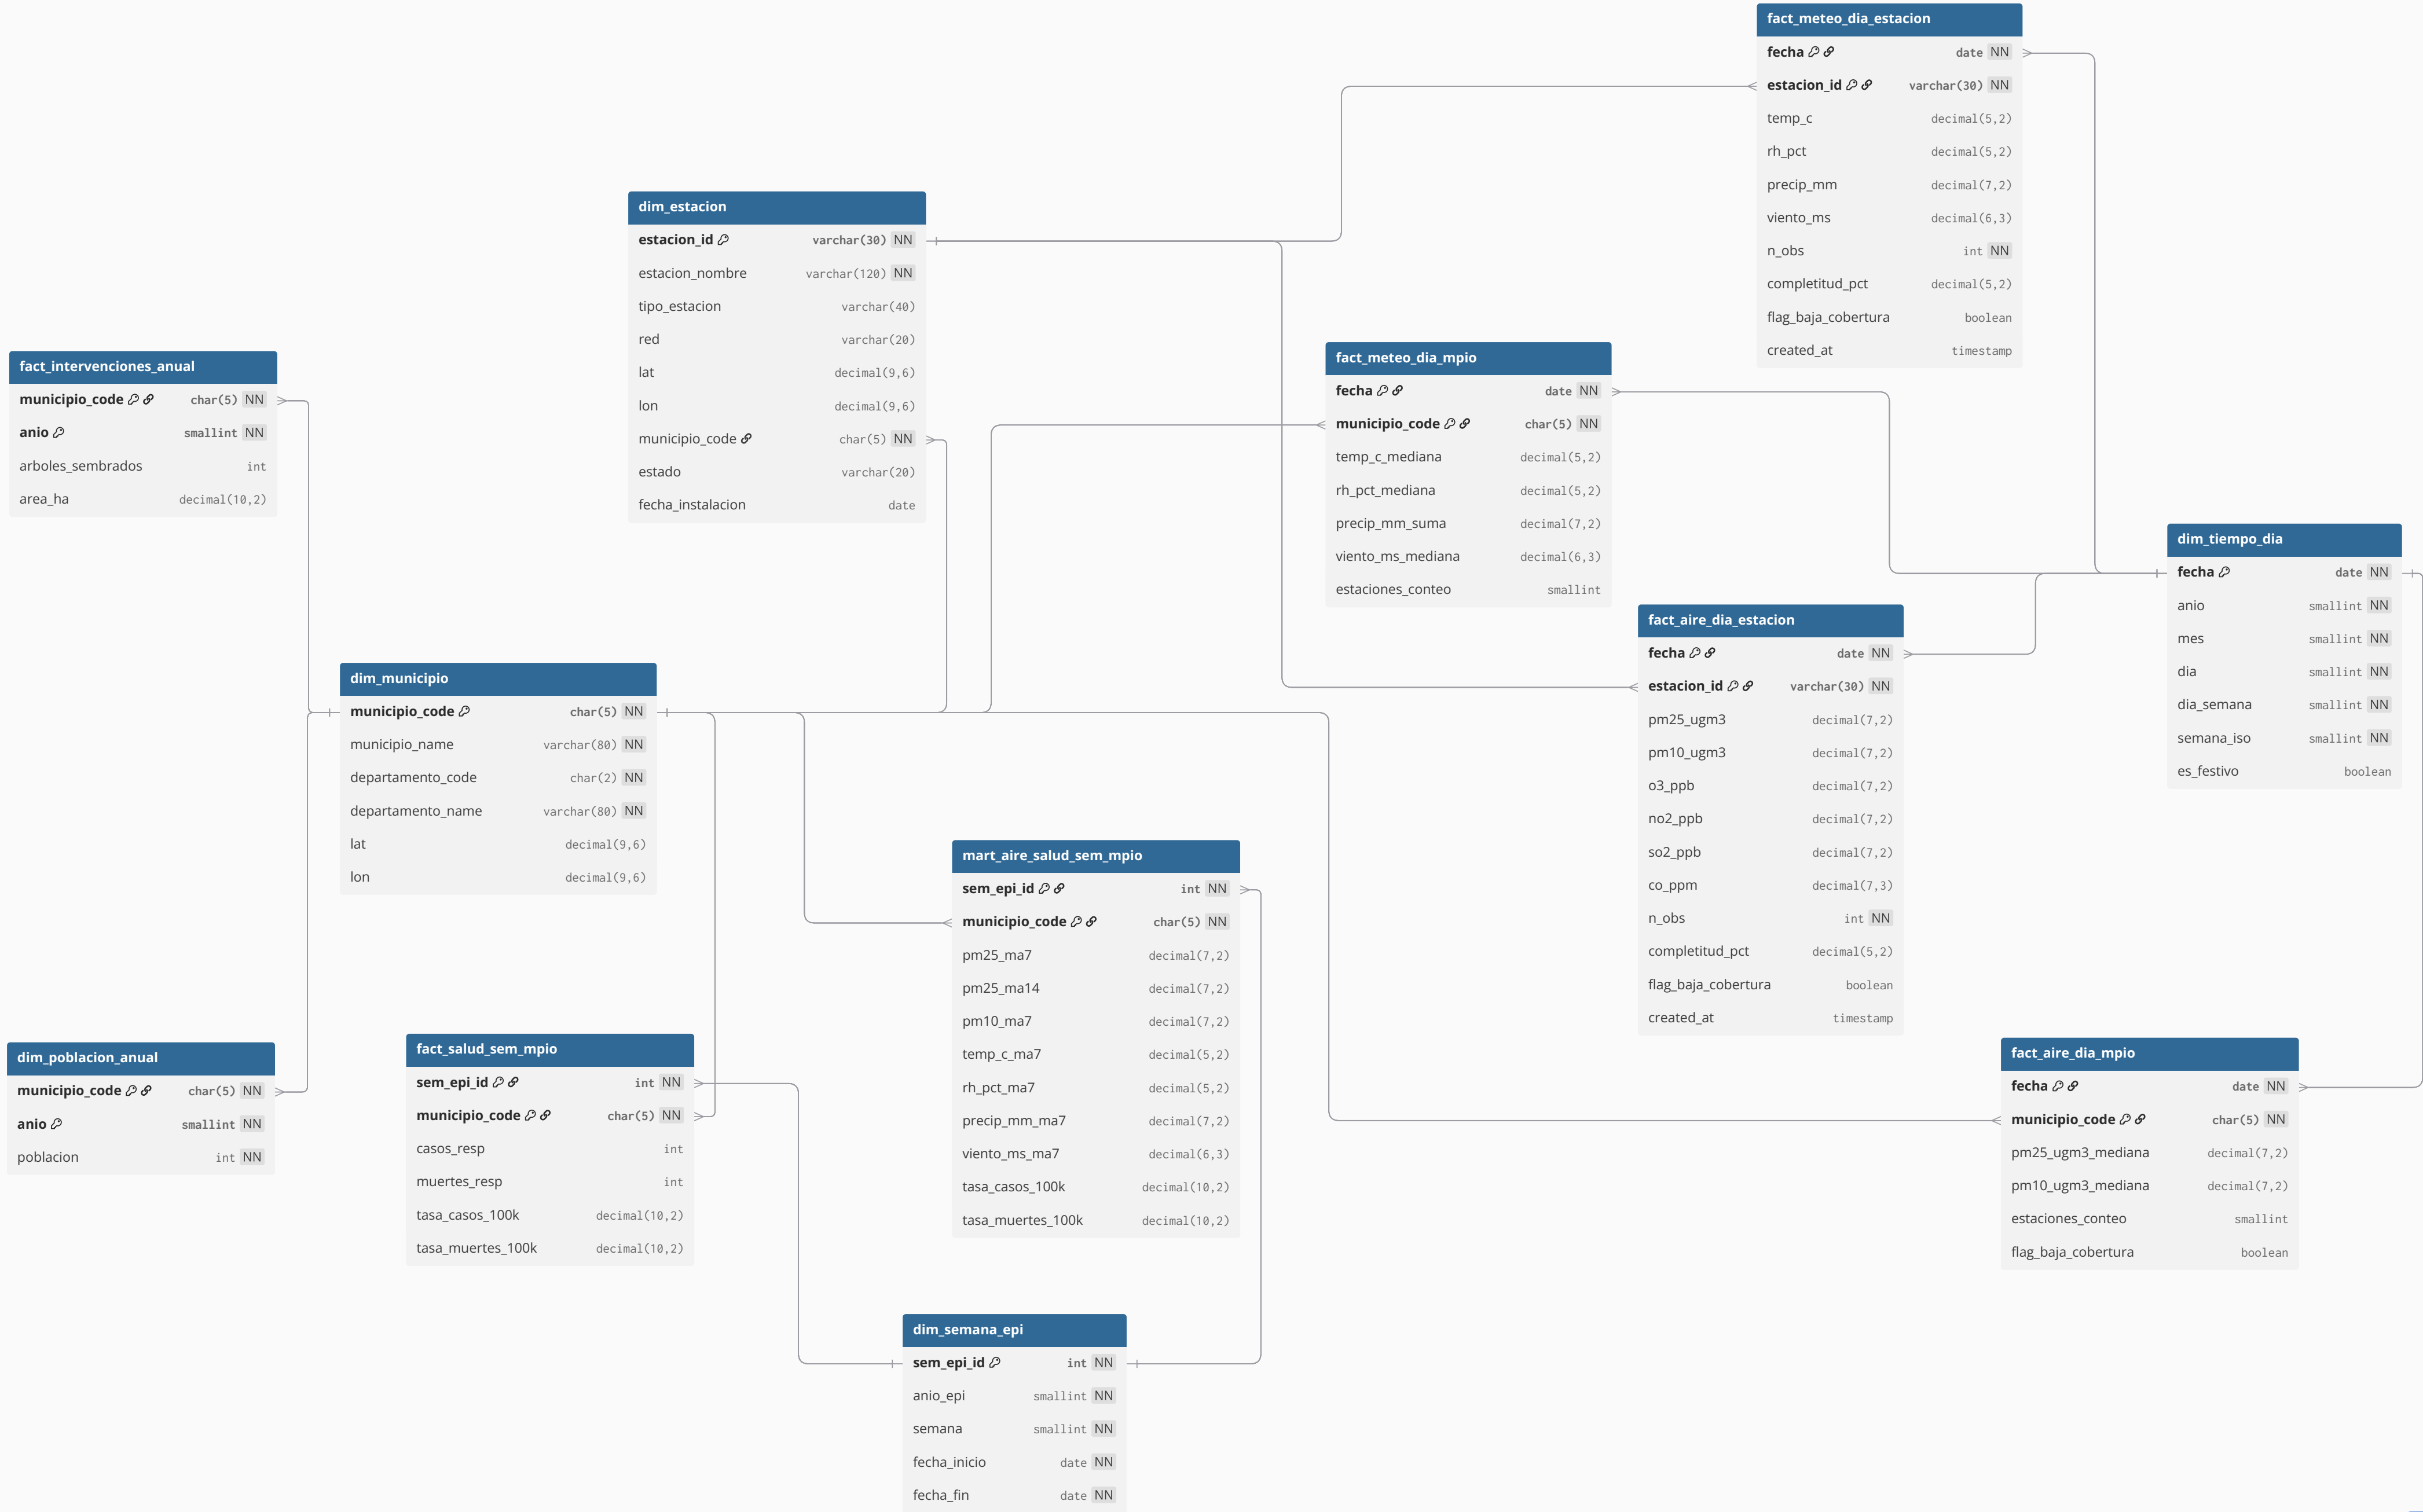 fact_meteo_dia_estacion
fecha date NN
estacion_id varchar(30) NN
temp_c decimal(5,2)
rh_pct decimal(5,2)
precip_mm decimal(7,2)
viento_ms decimal(6,3)
n_obs int NN
completitud_pct decimal(5,2)
flag_baja_cobertura boolean
created_at timestamp
dim_estacion
estacion_id varchar(30) NN
estacion_nombre varchar(120) NN
tipo_estacion varchar(40)
red varchar(20)
lat decimal(9,6)
lon decimal(9,6)
municipio_code char(5) NN
estado varchar(20)
fecha_instalacion date
fact_meteo_dia_mpio
fecha date NN
municipio_code char(5) NN
temp_c_mediana decimal(5,2)
rh_pct_mediana decimal(5,2)
precip_mm_suma decimal(7,2)
viento_ms_mediana decimal(6,3)
estaciones_conteo smallint
fact_intervenciones_anual
municipio_code char(5) NN
anio smallint NN
arboles_sembrados int
area_ha decimal(10,2)
dim_tiempo_dia
fecha date NN
anio smallint NN
mes smallint NN
dia smallint NN
dia_semana smallint NN
semana_iso smallint NN
es_festivo boolean
fact_aire_dia_estacion
fecha date NN
estacion_id varchar(30) NN
pm25_ugm3 decimal(7,2)
pm10_ugm3 decimal(7,2)
o3_ppb decimal(7,2)
no2_ppb decimal(7,2)
so2_ppb decimal(7,2)
co_ppm decimal(7,3)
n_obs int NN
completitud_pct decimal(5,2)
flag_baja_cobertura boolean
created_at timestamp
dim_municipio
municipio_code char(5) NN
municipio_name varchar(80) NN
departamento_code char(2) NN
departamento_name varchar(80) NN
lat decimal(9,6)
lon decimal(9,6)
mart_aire_salud_sem_mpio
sem_epi_id int NN
municipio_code char(5) NN
pm25_ma7 decimal(7,2)
pm25_ma14 decimal(7,2)
pm10_ma7 decimal(7,2)
temp_c_ma7 decimal(5,2)
rh_pct_ma7 decimal(5,2)
precip_mm_ma7 decimal(7,2)
viento_ms_ma7 decimal(6,3)
tasa_casos_100k decimal(10,2)
tasa_muertes_100k decimal(10,2)
dim_poblacion_anual
municipio_code char(5) NN
anio smallint NN
poblacion int NN
fact_salud_sem_mpio
sem_epi_id int NN
municipio_code char(5) NN
casos_resp int
muertes_resp int
tasa_casos_100k decimal(10,2)
tasa_muertes_100k decimal(10,2)
fact_aire_dia_mpio
fecha date NN
municipio_code char(5) NN
pm25_ugm3_mediana decimal(7,2)
pm10_ugm3_mediana decimal(7,2)
estaciones_conteo smallint
flag_baja_cobertura boolean
dim_semana_epi
sem_epi_id int NN
anio_epi smallint NN
semana smallint NN
fecha_inicio date NN
fecha_fin date NN